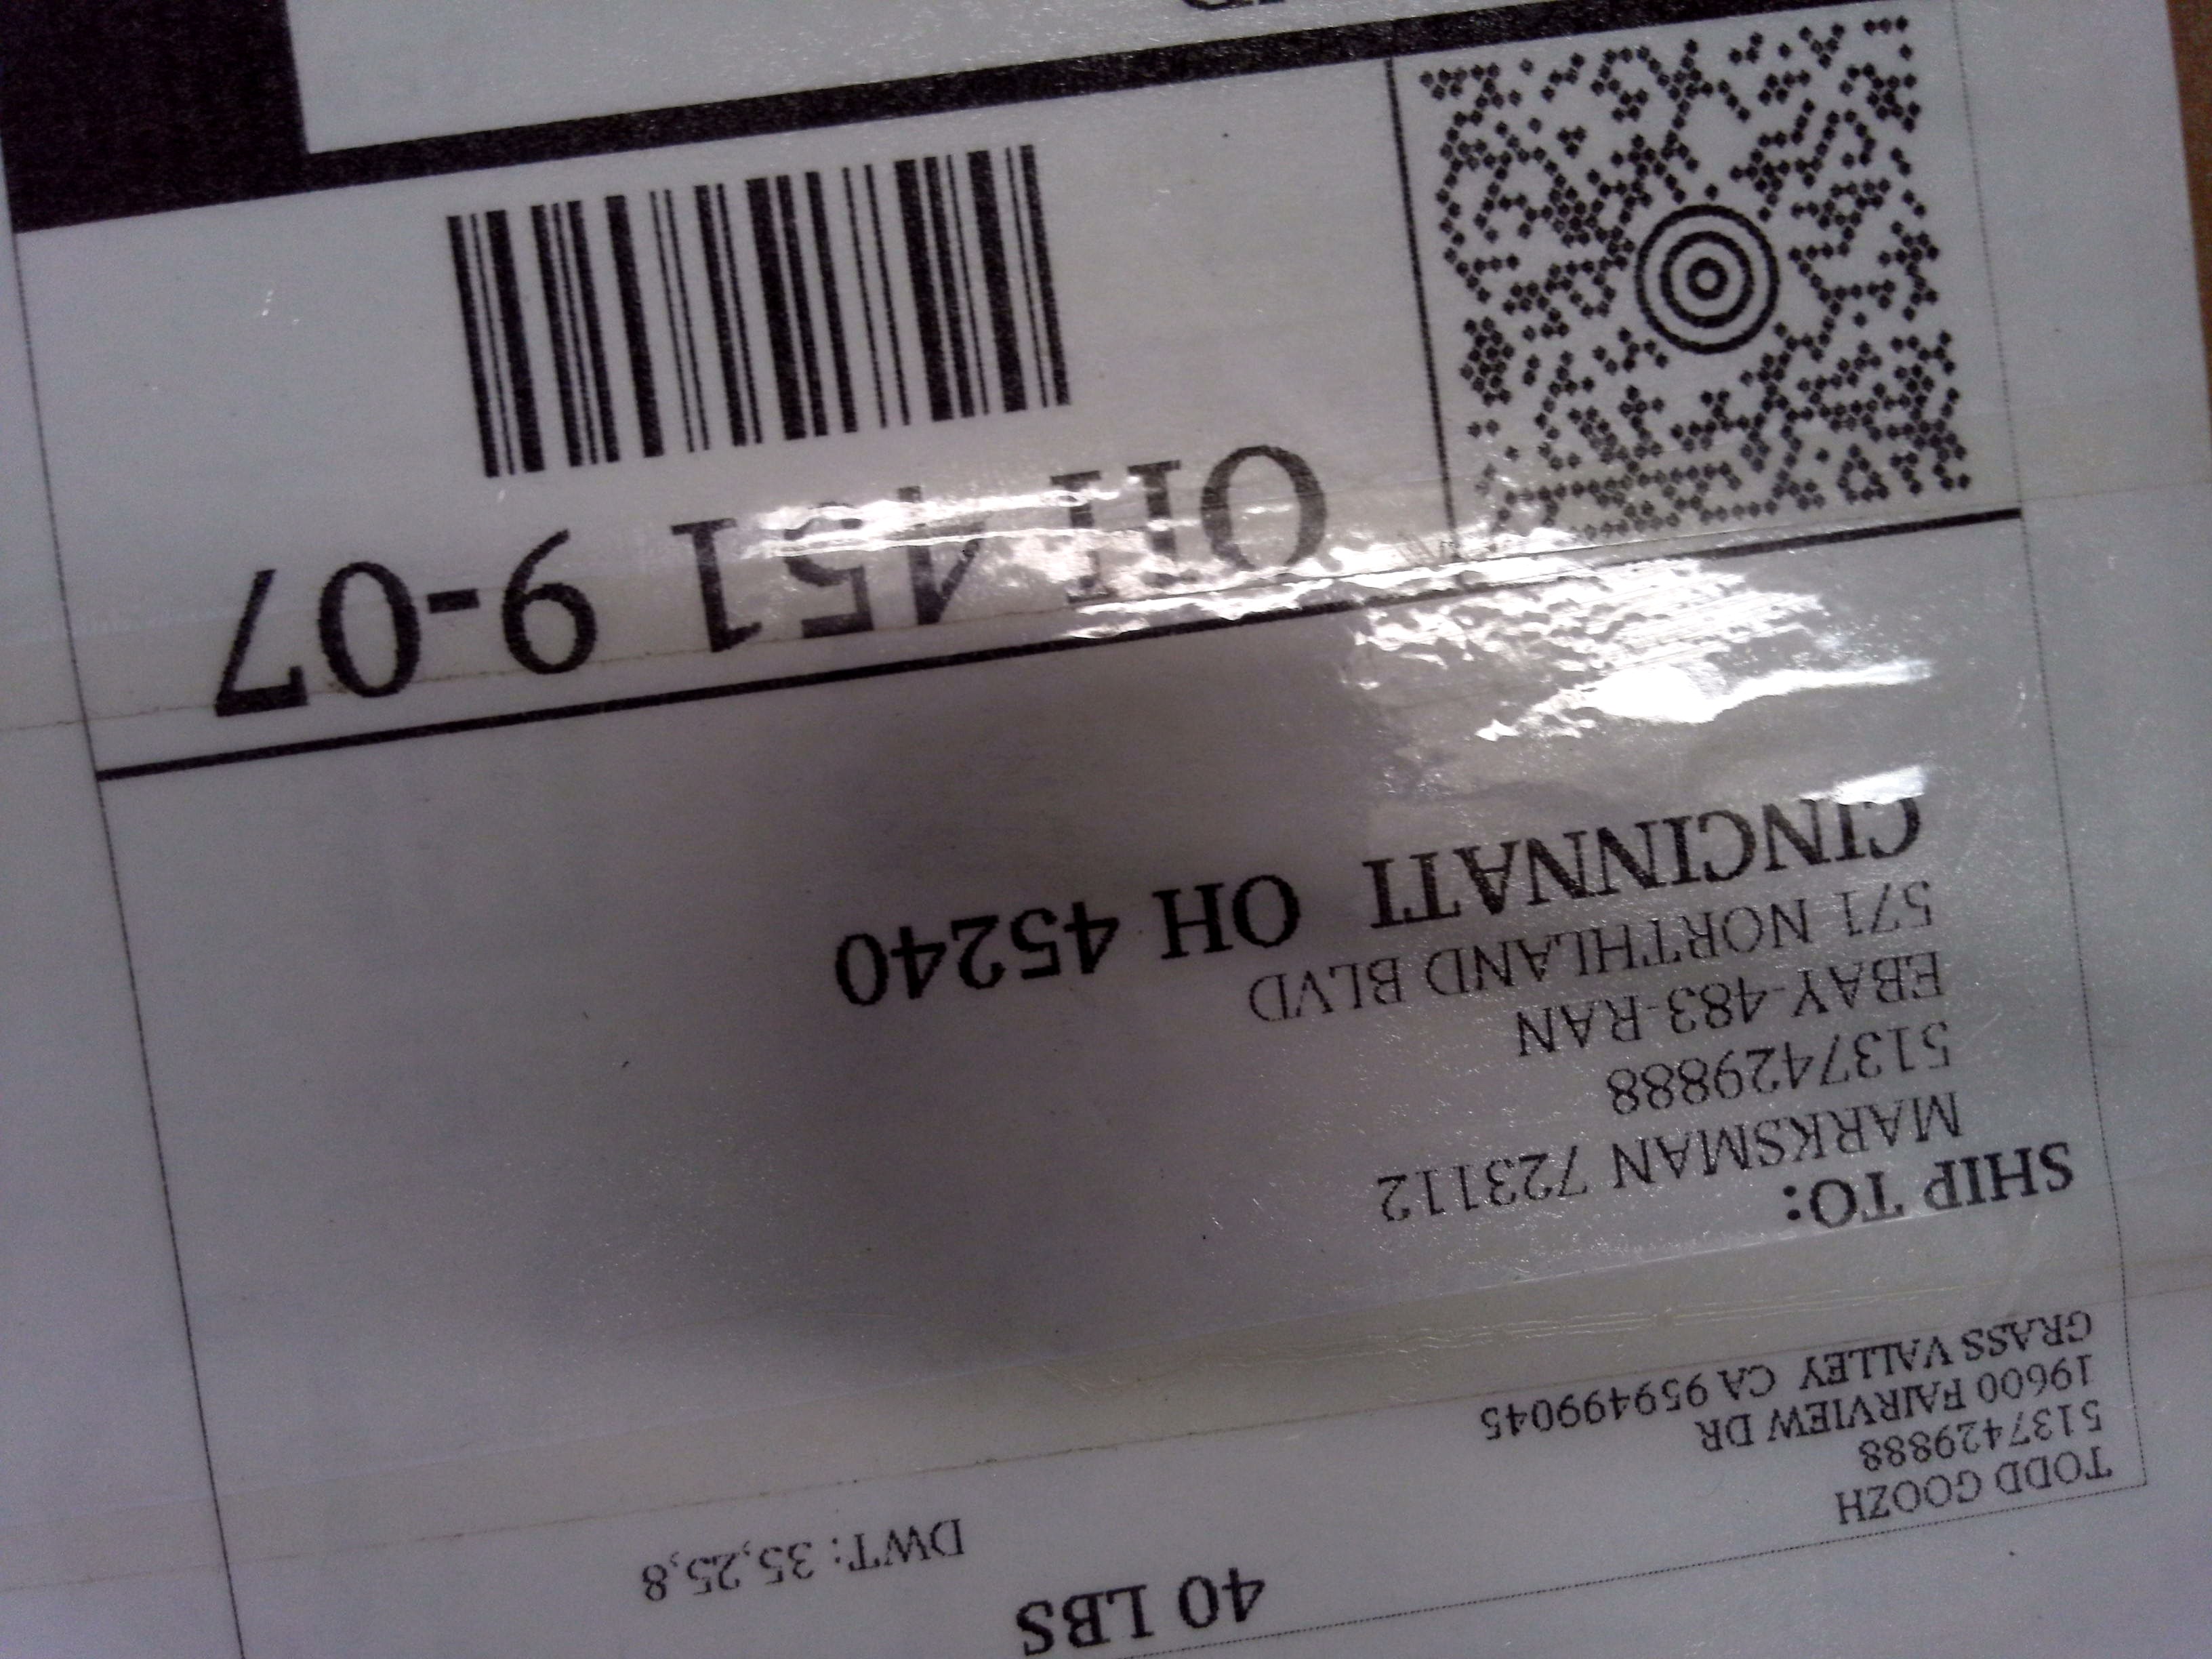 TODD GOOZH
5137429888
19600 FAIRVIEW DR
GRASS VALLEY CA 959499045
40 LBS
DWT: 35,25,8
SHIP TO:
MARKSMAN 723112
5137429888
EBAY-483-RAN
571 NORTHLAND BLVD
CINCINNATI OH 45240
OH 451 9-07